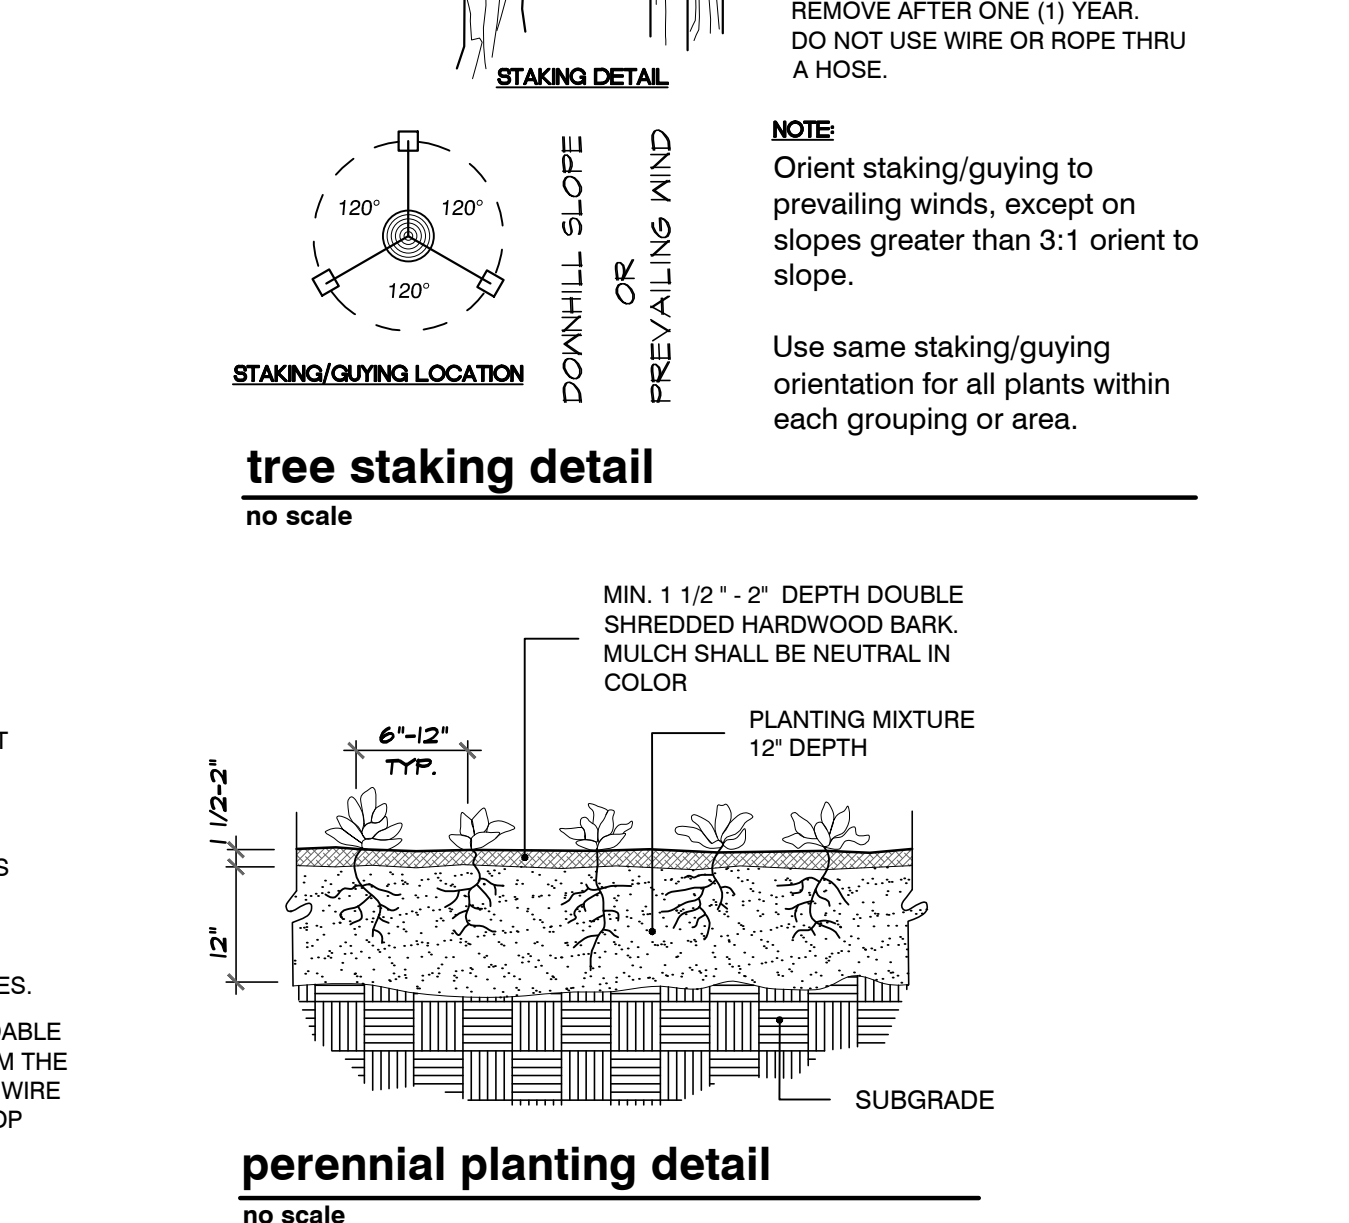 REMOVE AFTER ONE (1) YEAR.
DO NOT USE WIRE OR ROPE THRU
A HOSE.
STAKING DETAIL
NOTE:
Orient staking/guying to
prevailing winds, except on
slopes greater than 3:1 orient to
slope.
Use same staking/guying
orientation for all plants within
each grouping or area.
120°
120°
120°
DOWNHILL SLOPE
OR
PREVAILING WIND
STAKING/GUYING LOCATION
tree staking detail
no scale
MIN. 1 1/2 " - 2" DEPTH DOUBLE
SHREDDED HARDWOOD BARK.
MULCH SHALL BE NEUTRAL IN
COLOR
PLANTING MIXTURE
12" DEPTH
6"-12"
TYP.
1 1/2-2"
12"
SUBGRADE
perennial planting detail
no scale
T
S
ES.
DABLE
M THE
WIRE
OP